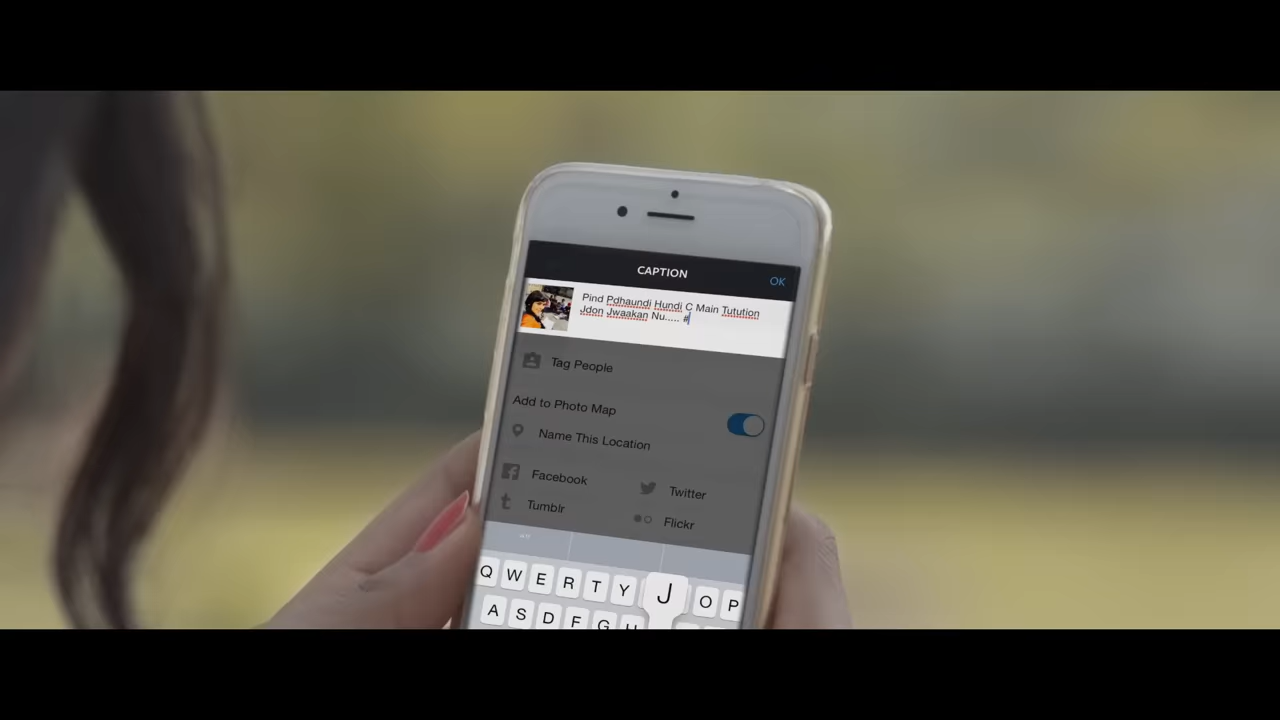 CAPTION
OK
Pind Pdhaundi Hundi C Main Tutution
Jdon Jwaakan Nu..... #
Tag People
Add to Photo Map
Name This Location
Facebook
Twitter
Tumblr
Flickr
Q W E R T Y J O P
A S D F G H